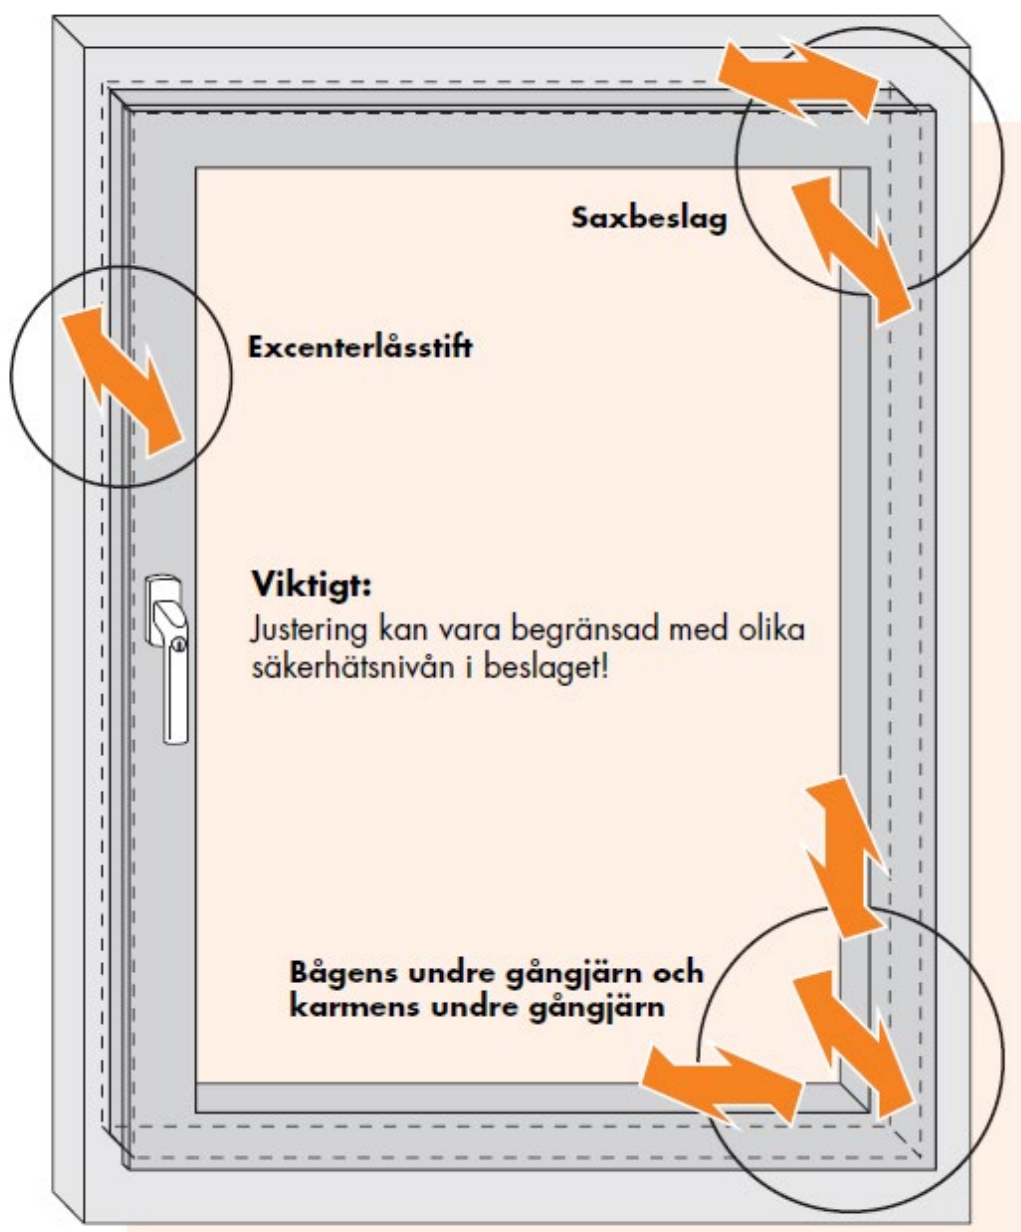 Saxbeslag
Excenterlåsstift
Viktigt:
Justering kan vara begränsad med olika
säkerhätsnivån i beslaget!
Bågens undre gångjärn och
karmens undre gångjärn